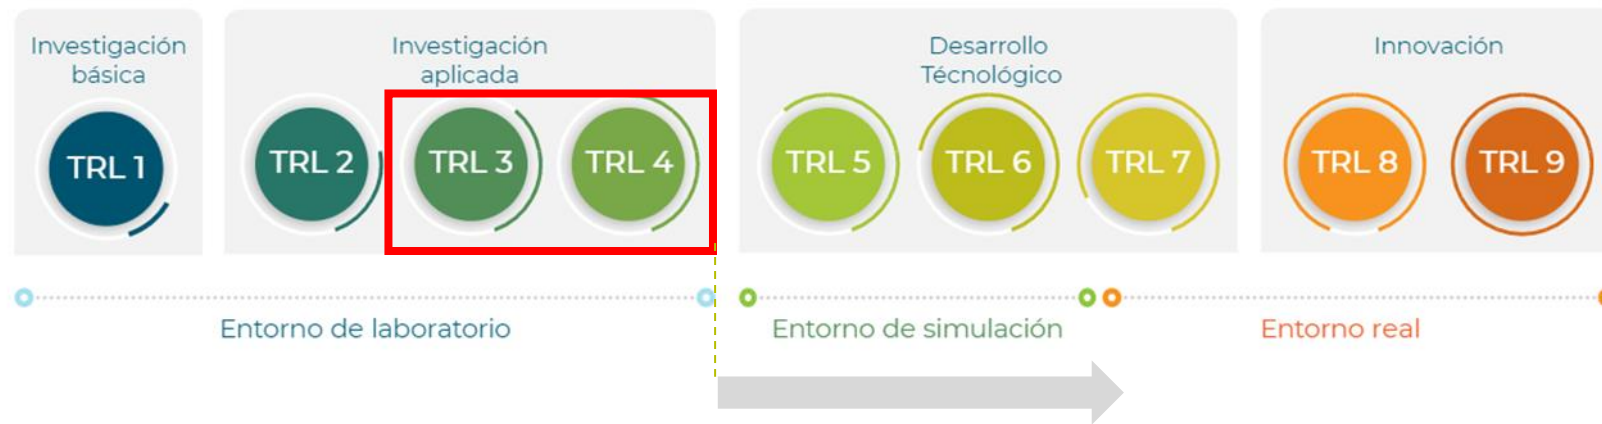 Investigación
básica
Investigación
aplicada
Desarrollo
Técnológico
Innovación
TRL 1
TRL 2
TRL 3
TRL 4
TRL 5
TRL 6
TRL 7
TRL 8
TRL 9
Entorno de laboratorio
Entorno de simulación
Entorno real